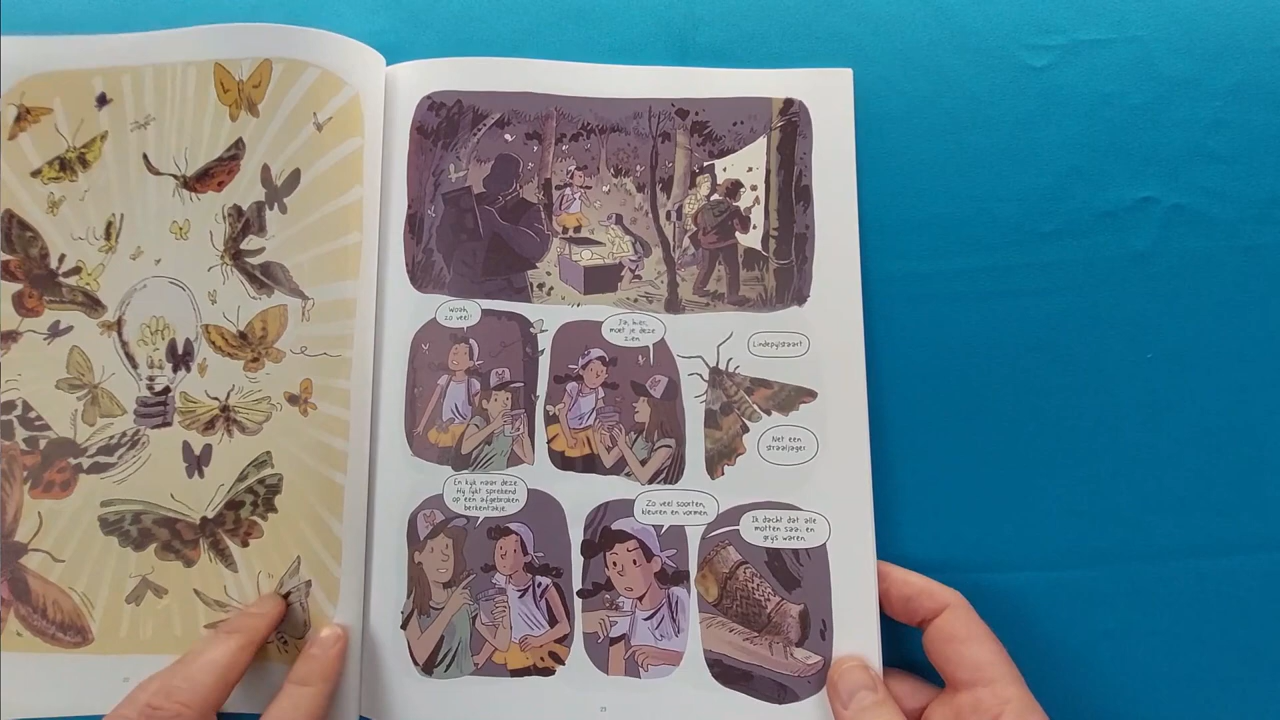 Woah,
zo veel!
Ja, hier,
moet je deze
zien.
Lindepijlstaart.
Net een
straaljager.
En kijk naar deze.
Hij lijkt sprekend
op een afgebroken
berkentakje.
Zo veel soorten,
kleuren en vormen.
Ik dacht dat alle
motten saai en
grijs waren.
23